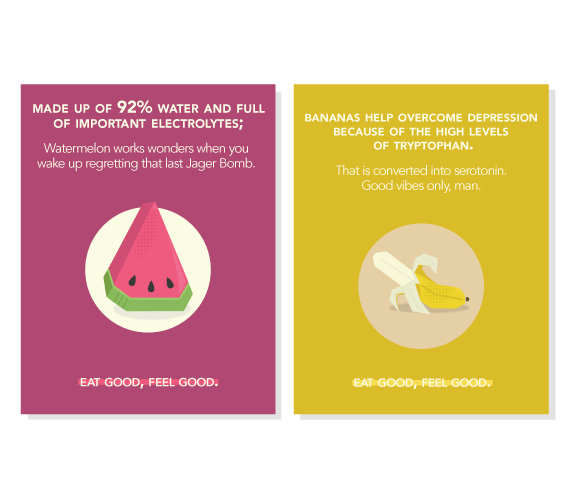 MADE UP OF 92% WATER AND FULL
OF IMPORTANT ELECTROLYTES;
Watermelon works wonders when you
wake up regretting that last Jager Bomb.
EAT GOOD, FEEL GOOD.
BANANAS HELP OVERCOME DEPRESSION
BECAUSE OF THE HIGH LEVELS
OF TRYPTOPHAN.
That is converted into serotonin.
Good vibes only, man.
EAT GOOD, FEEL GOOD.